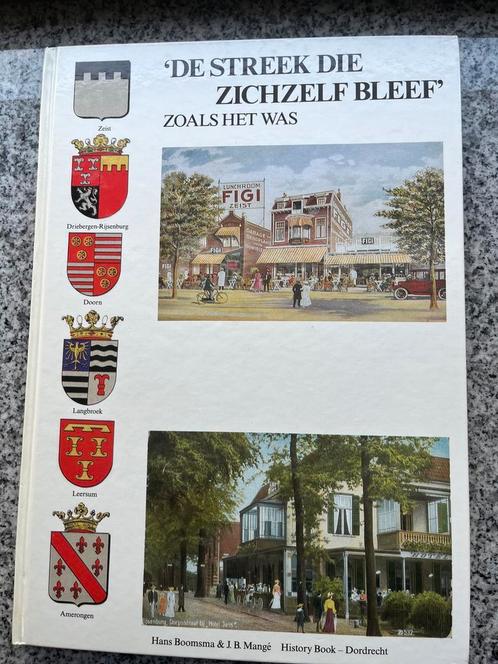 'DE STREEK DIE
ZICHZELF BLEEF'
ZOALS HET WAS
Zeist
Driebergen-Rijsenburg
Doorn
Langbroek
Leersum
Amerongen
LUNCHROOM
FIGI
ZEIST
FIGI
Hans Boomsma & J.B. Mangé History Book – Dordrecht